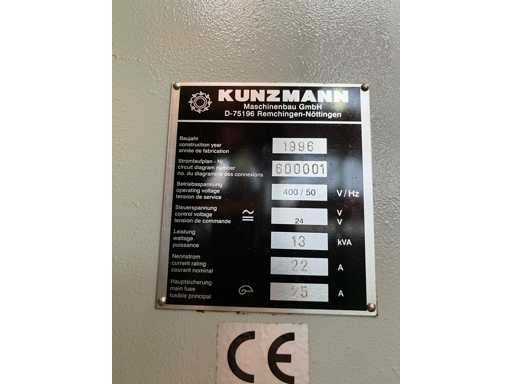 KUNZMANN
Maschinenbau GmbH
D-75196 Remchingen-Nöttingen
Baujahr
construction year 1996
année de fabrication
Stromlaufplan - Nr.
circuit diagram number 600001
no. du diagramme des connexions
Betriebsspannung
operating voltage 400 / 50 V / Hz
tension de service
Steuerspannung V
control voltage ≅
tension de commande 24 V
Leistung
wattage 13 kVA
puissance
Nennstrom
current rating 22 A
courant nominal
Hauptsicherung
main fuse 25 A
fusible principal
CE